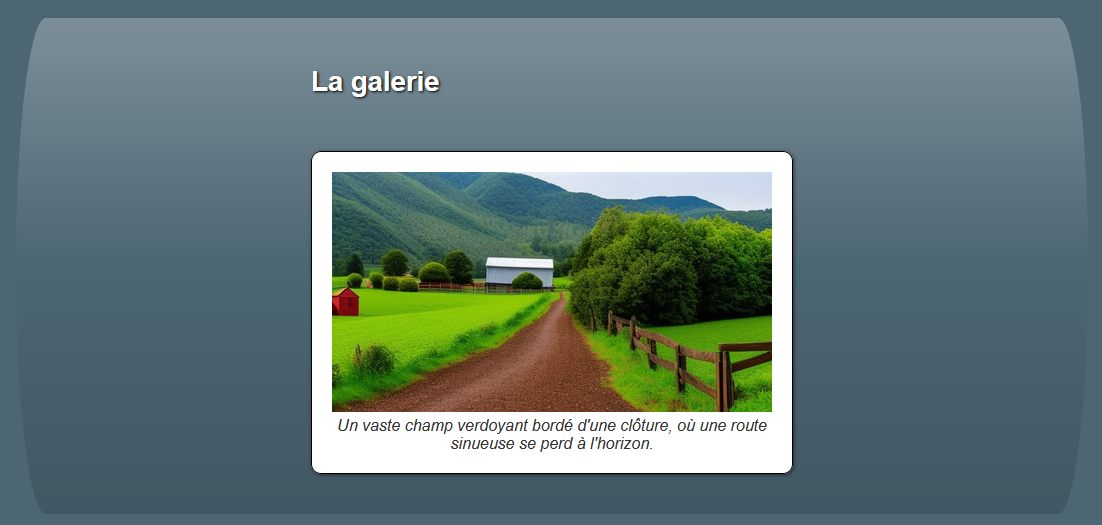 La galerie
Un vaste champ verdoyant bordé d'une clôture, où une route
sinueuse se perd à l'horizon.